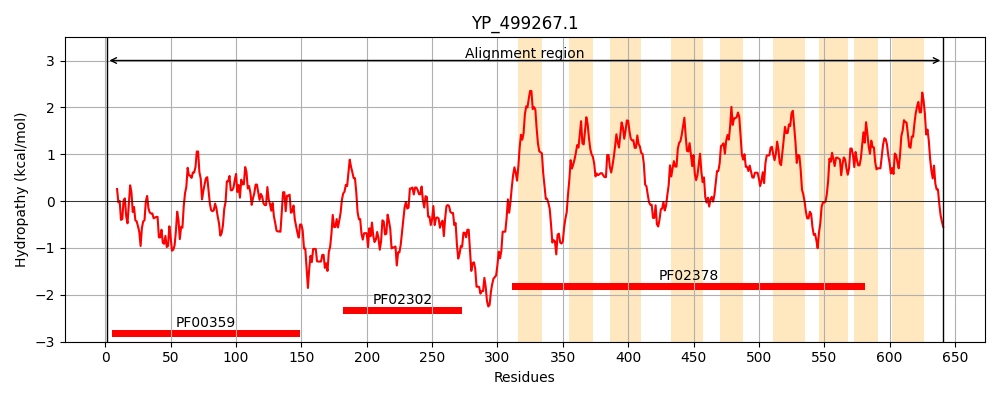 YP_499267.1
Alignment region
Hydropathy (kcal/mol)
3
2
1
0
−1
−2
−3
PF02378
PF02302
PF00359
0 50 100 150 200 250 300 350 400 450 500 550 600 650
Residues